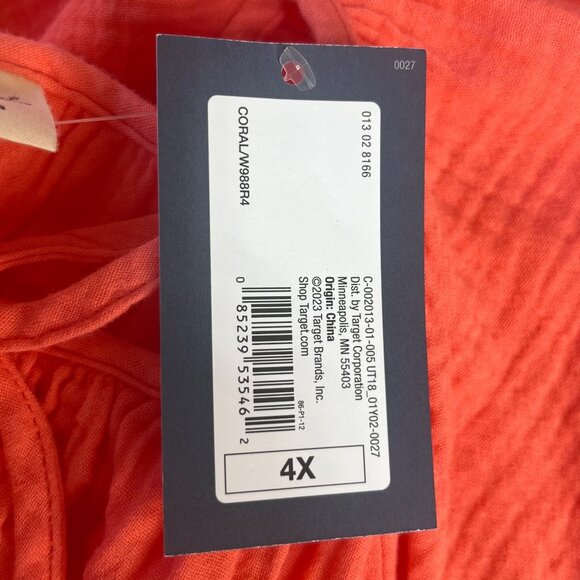 0027
013 02 8166
CORAL/W988R4
C-002013-01-005 UT18_01Y02-0027
Dist. by Target Corporation
Minneapolis, MN 55403
Origin: China
©2023 Target Brands, Inc.
Shop Target.com
86-P1-12
0 85239 53546 2
4X